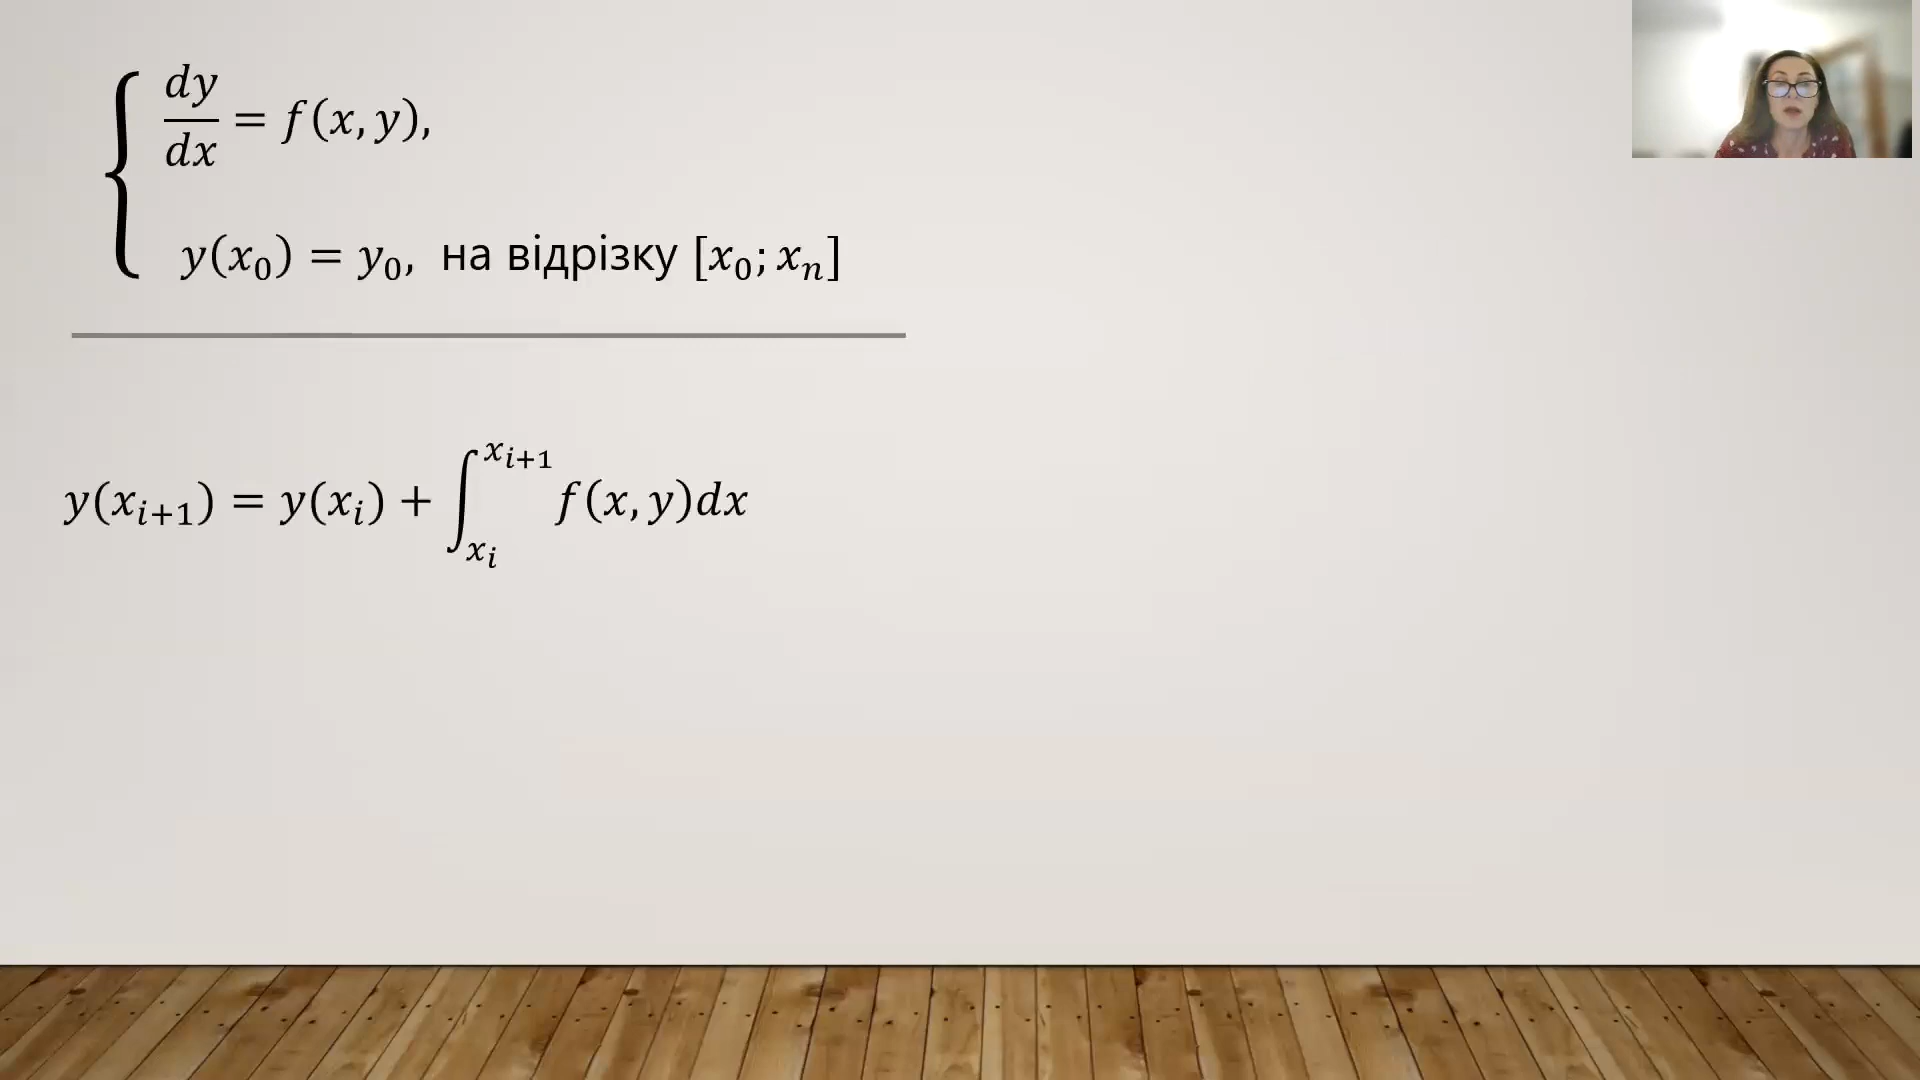 dy/dx = f(x, y),
y(x₀) = y₀, на відрізку [x₀; xₙ]
y(xᵢ₊₁) = y(xᵢ) + ∫_{xᵢ}^{xᵢ₊₁} f(x, y)dx